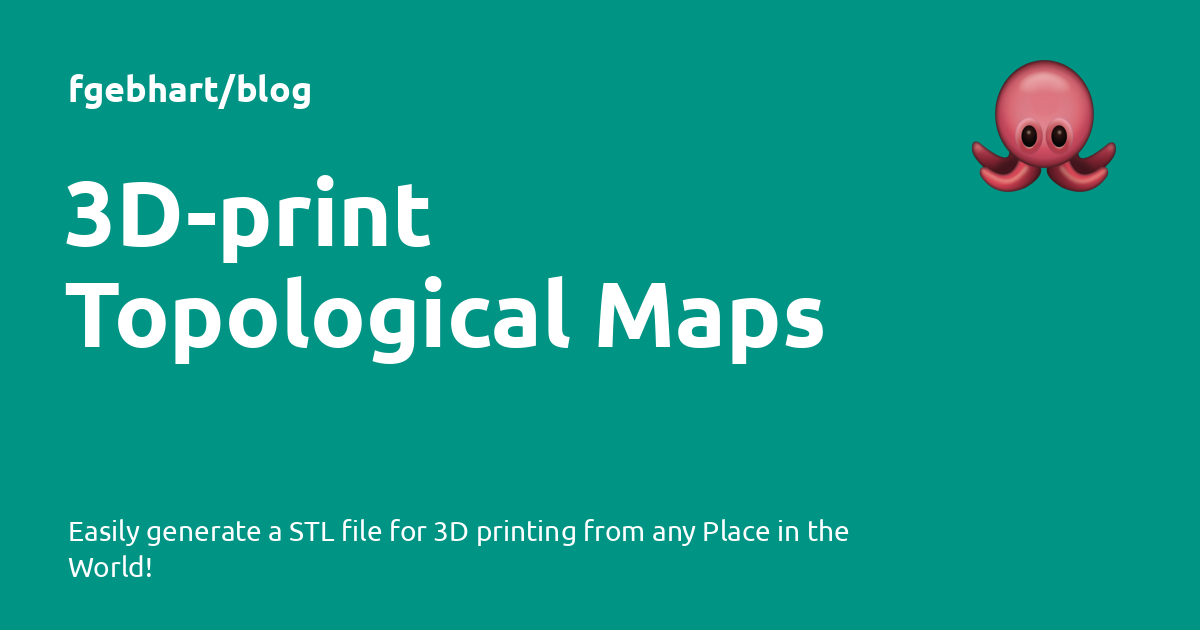 fgebhart/blog
3D-print
Topological Maps
Easily generate a STL file for 3D printing from any Place in the
World!